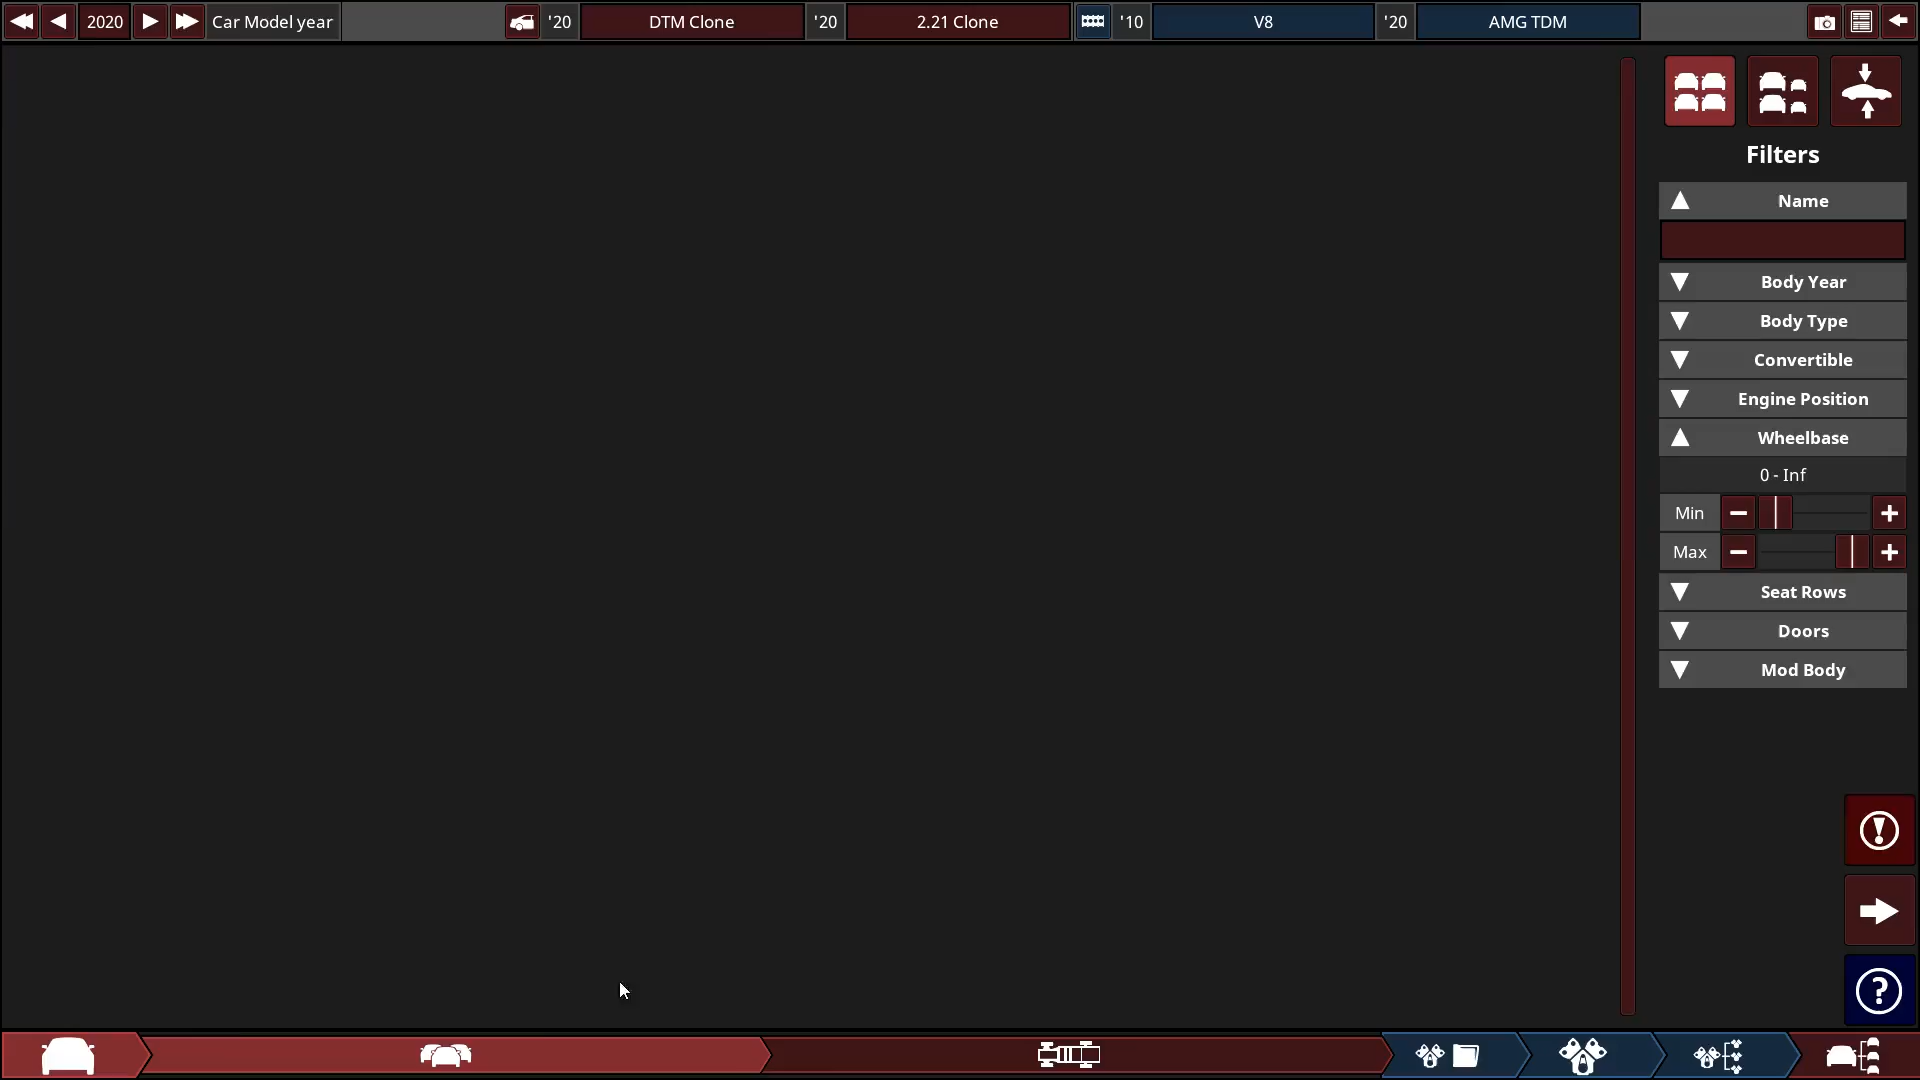 2020 Car Model year '20 DTM Clone '20 2.21 Clone '10 V8 '20 AMG TDM
Filters
Name
Body Year
Body Type
Convertible
Engine Position
Wheelbase
0 - Inf
Min
Max
Seat Rows
Doors
Mod Body